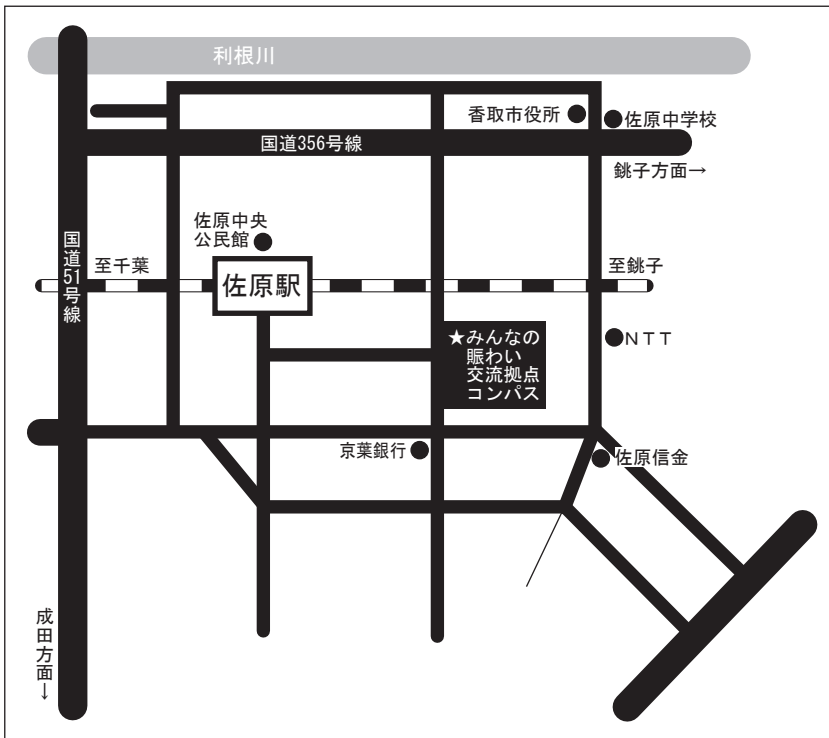 利根川
香取市役所
佐原中学校
国道356号線
銚子方面→
佐原中央
公民館
国道51号線
至千葉
佐原駅
至銚子
★みんなの
賑わい
交流拠点
コンパス
NTT
京葉銀行
佐原信金
成田方面→